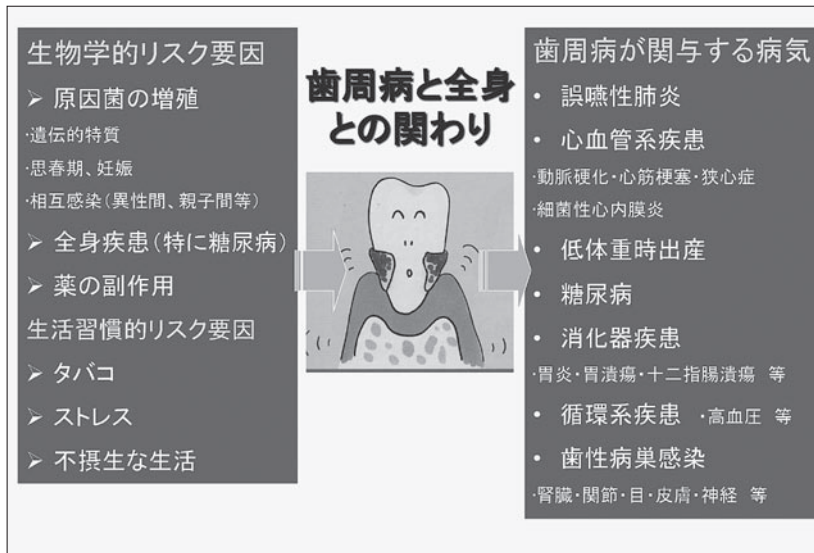 生物学的リスク要因
➢ 原因菌の増殖
・遺伝的特質
・思春期、妊娠
・相互感染(異性間、親子間等)
➢ 全身疾患(特に糖尿病)
➢ 薬の副作用
生活習慣的リスク要因
➢ タバコ
➢ ストレス
➢ 不摂生な生活
歯周病と全身
との関わり
歯周病が関与する病気
• 誤嚥性肺炎
• 心血管系疾患
・動脈硬化・心筋梗塞・狭心症
・細菌性心内膜炎
• 低体重時出産
• 糖尿病
• 消化器疾患
・胃炎・胃潰瘍・十二指腸潰瘍 等
• 循環系疾患 ・高血圧 等
• 歯性病巣感染
・腎臓・関節・目・皮膚・神経 等